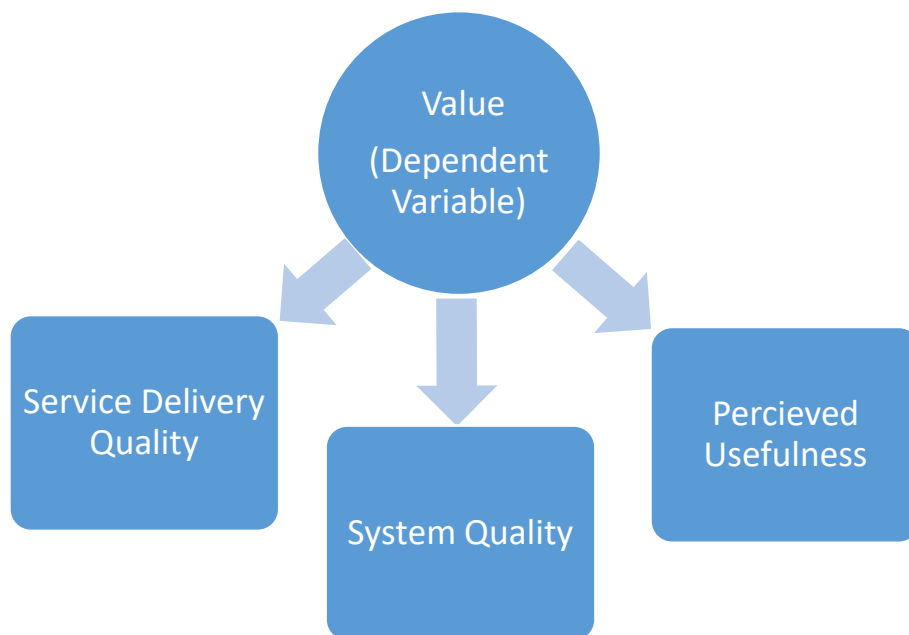 Value
(Dependent
Variable)
Service Delivery
Quality
System Quality
Percieved
Usefulness